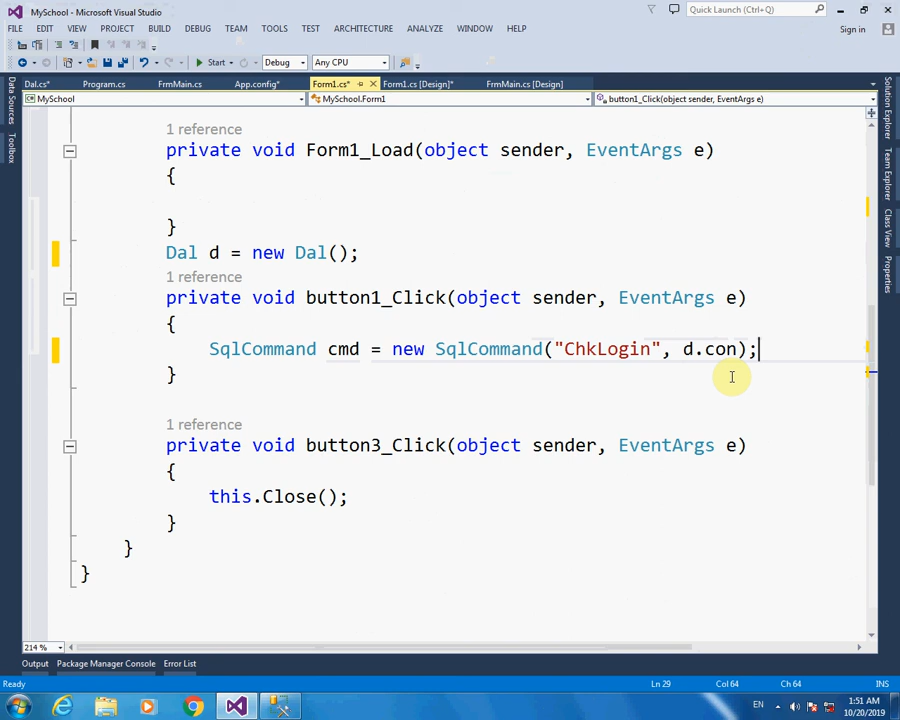 MySchool - Microsoft Visual Studio
Quick Launch (Ctrl+Q)
FILE EDIT VIEW PROJECT BUILD DEBUG TEAM TOOLS TEST ARCHITECTURE ANALYZE WINDOW HELP
Sign in
Start Debug Any CPU
Dal.cs* Program.cs FrmMain.cs App.config* Form1.cs* Form1.cs [Design]* FrmMain.cs [Design]
MySchool MySchool.Form1 button1_Click(object sender, EventArgs e)
Data Sources
Toolbox
Solution Explorer
Team Explorer
Class View
Properties
1 reference
private void Form1_Load(object sender, EventArgs e)
{
}
Dal d = new Dal();
1 reference
private void button1_Click(object sender, EventArgs e)
{
SqlCommand cmd = new SqlCommand("ChkLogin", d.con);
}
1 reference
private void button3_Click(object sender, EventArgs e)
{
this.Close();
}
}
}
214 %
Output Package Manager Console Error List
Ready Ln 29 Col 64 Ch 64 INS
EN 1:51 AM
10/20/2019